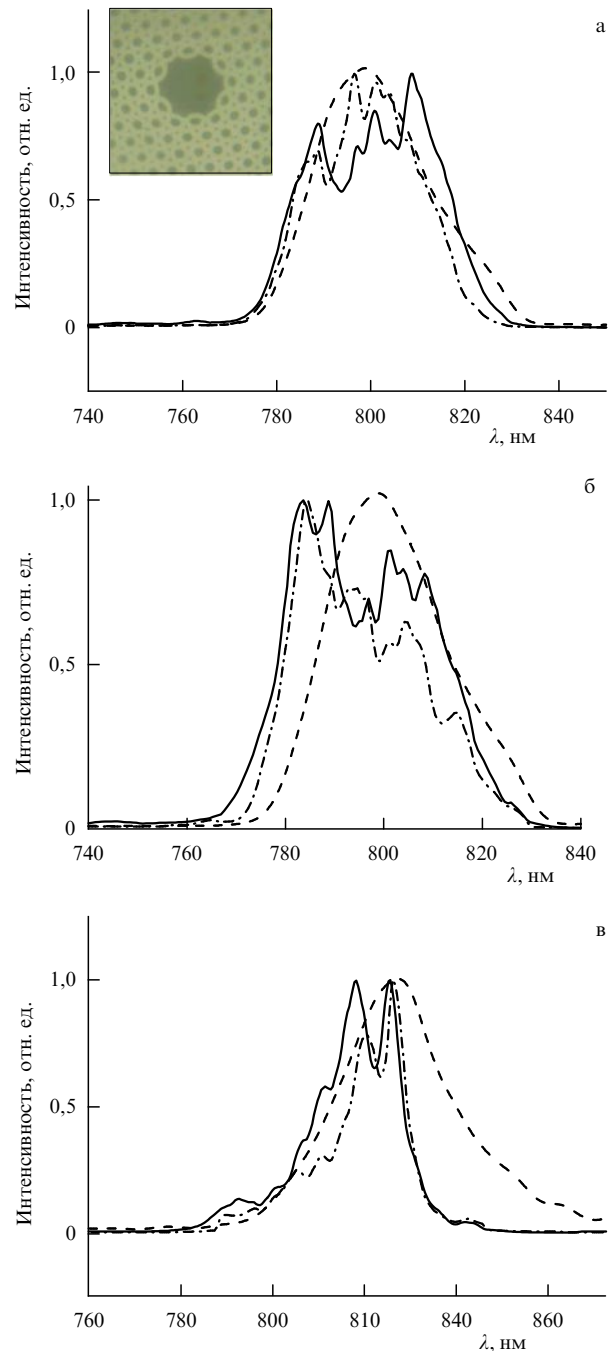 а
1,0
0,5
0
Интенсивность, отн. ед.
740 760 780 800 820 840
λ, нм
б
1,0
0,5
0
Интенсивность, отн. ед.
740 760 780 800 820 840
λ, нм
в
1,0
0,5
0
Интенсивность, отн. ед.
760 780 800 810 840 860
λ, нм